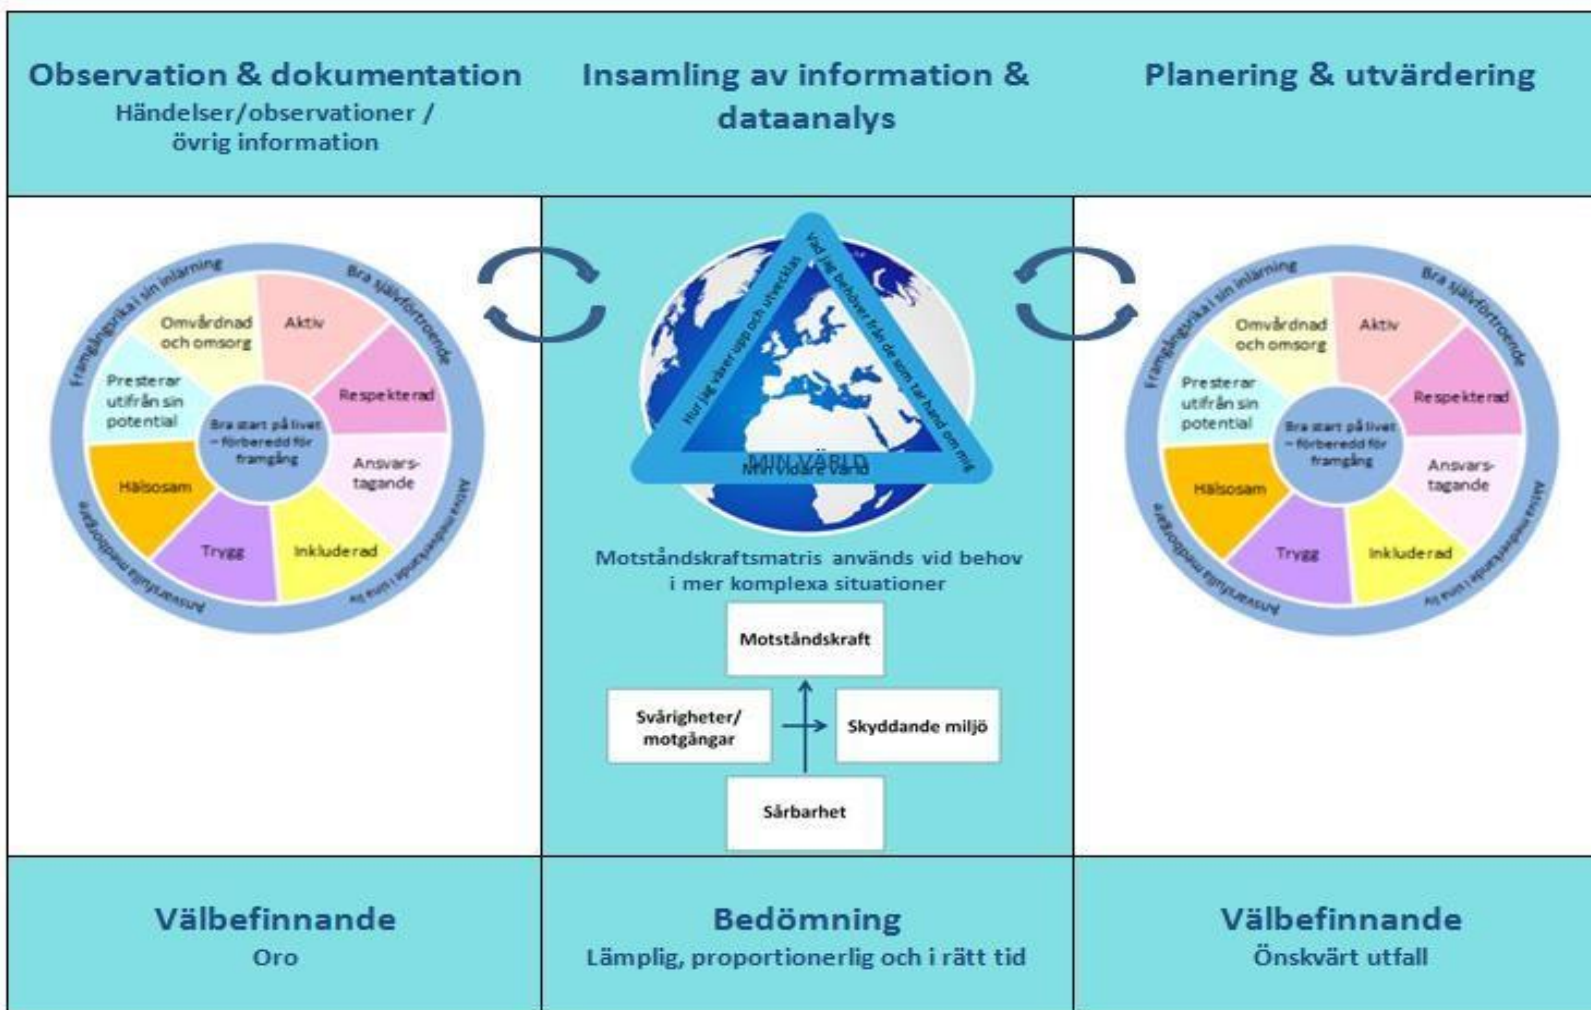 Observation & dokumentation
Händelser/observationer /
övrig information
Insamling av information &
dataanalys
Planering & utvärdering
Framgångsrika i sin inlärning
Bra självförtroende
Aktiva medverkande i sina liv
Ansvarsfulla medborgare
Omvårdnad
och omsorg
Aktiv
Respekterad
Ansvars-
tagande
Inkluderad
Trygg
Hälsosam
Presterar
utifrån sin
potential
Bra start på livet
– förberedd för
framgång
Hur jag växer upp och utvecklas
Vad jag behöver från de som tar hand om mig
MIN VÄRLD
Min vidare värld
Motståndskraftsmatris används vid behov
i mer komplexa situationer
Motståndskraft
Svårigheter/
motgångar
Skyddande miljö
Sårbarhet
Framgångsrika i sin inlärning
Bra självförtroende
Aktiva medverkande i sina liv
Ansvarsfulla medborgare
Omvårdnad
och omsorg
Aktiv
Respekterad
Ansvars-
tagande
Inkluderad
Trygg
Hälsosam
Presterar
utifrån sin
potential
Bra start på livet
– förberedd för
framgång
Välbefinnande
Oro
Bedömning
Lämplig, proportionerlig och i rätt tid
Välbefinnande
Önskvärt utfall